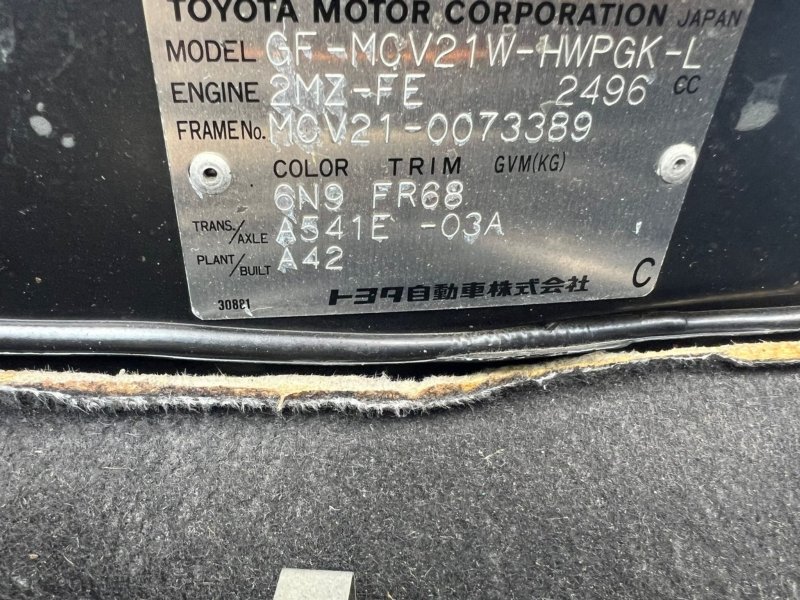 TOYOTA MOTOR CORPORATION JAPAN
MODEL GF-MCV21W-HWPGK-L
ENGINE 2MZ-FE 2496 CC
FRAME No. MCV21-0073389
COLOR TRIM GVM(KG)
6N9 FR68
TRANS./AXLE A541E -03A
PLANT/BUILT A42
トヨタ自動車株式会社 C
30821